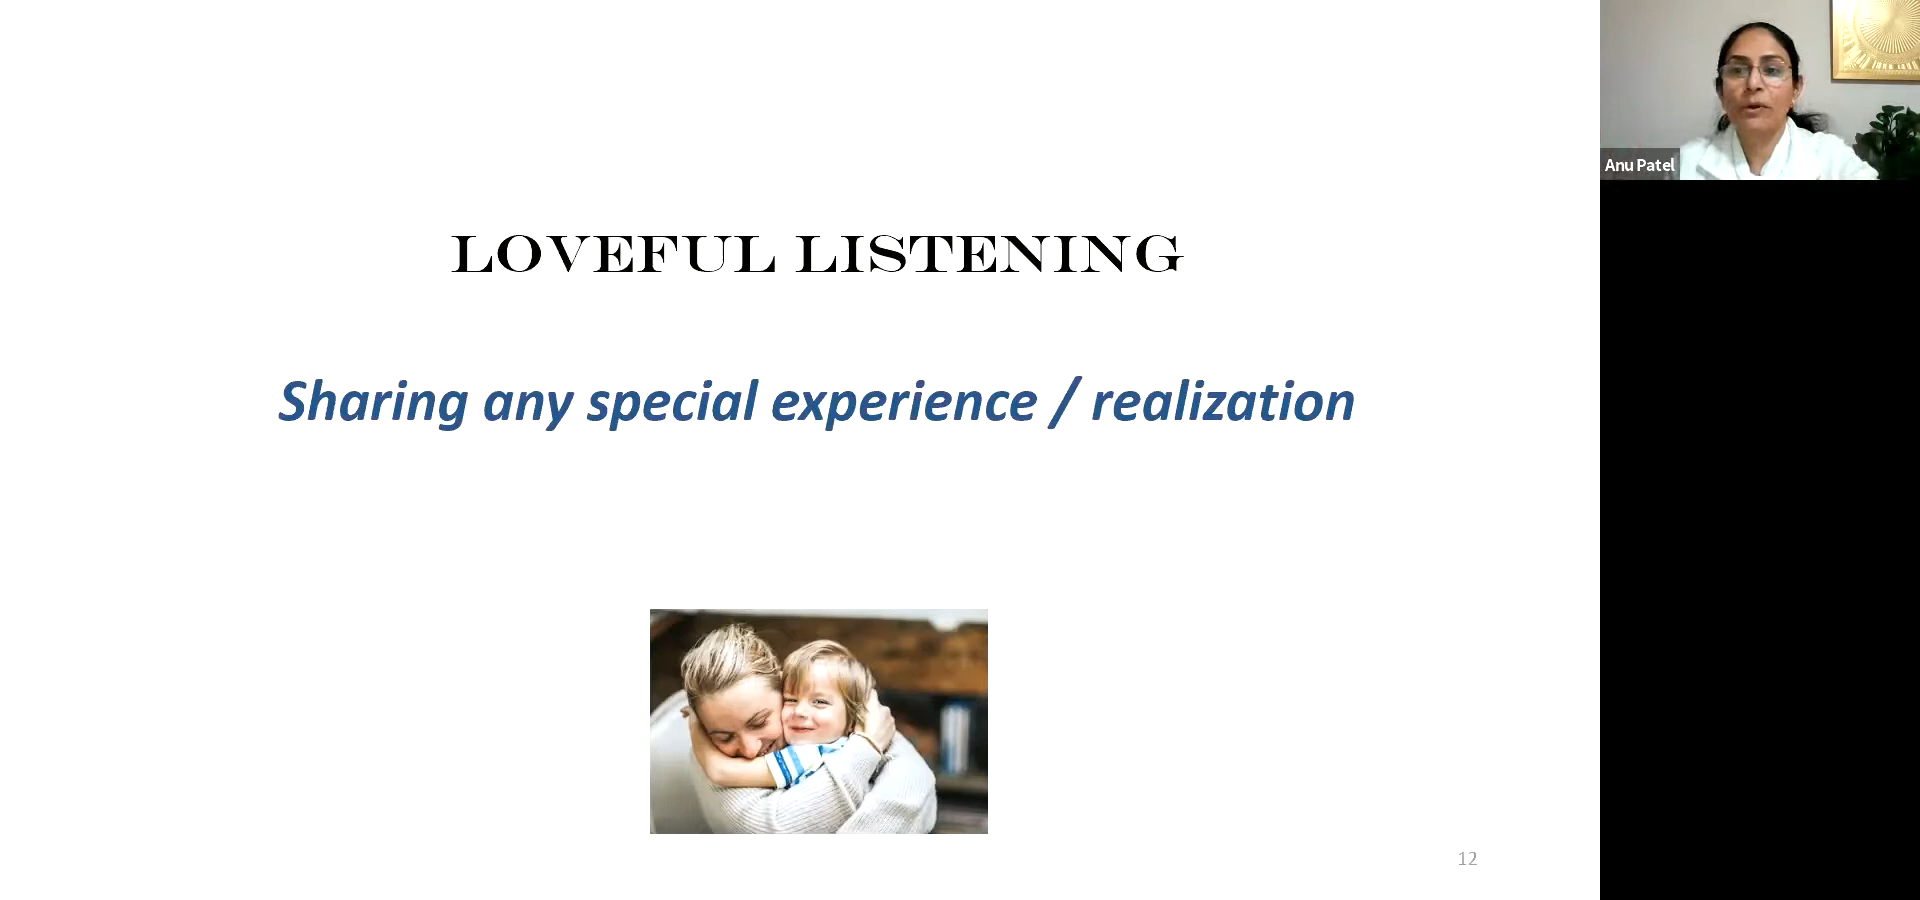 LOVEFUL LISTENING
Sharing any special experience / realization
12
Anu Patel